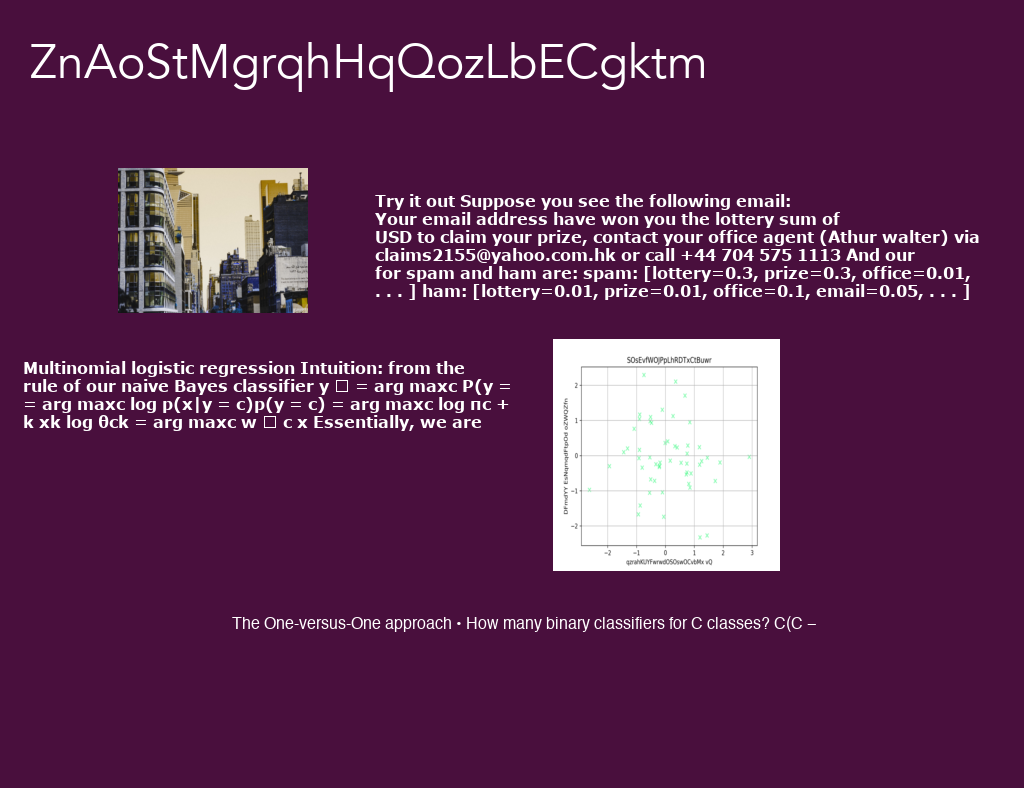 ZnAoStMgrqhHqQozLbECgktm
Try it out Suppose you see the following email:
Your email address have won you the lottery sum of
USD to claim your prize, contact your office agent (Athur walter) via
claims2155@yahoo.com.hk or call +44 704 575 1113 And our
for spam and ham are: spam: [lottery=0.3, prize=0.3, office=0.01,
. . . ] ham: [lottery=0.01, prize=0.01, office=0.1, email=0.05, . . . ]
Multinomial logistic regression Intuition: from the
rule of our naive Bayes classifier y □ = arg maxc P(y =
= arg maxc log p(x|y = c)p(y = c) = arg maxc log πc +
k xk log θck = arg maxc w □ c x Essentially, we are
SOsEvfWOJPpLhRDTxCtBuwr
2
1
0
−1
−2
−2 −1 0 1 2 3
The One-versus-One approach • How many binary classifiers for C classes? C(C –